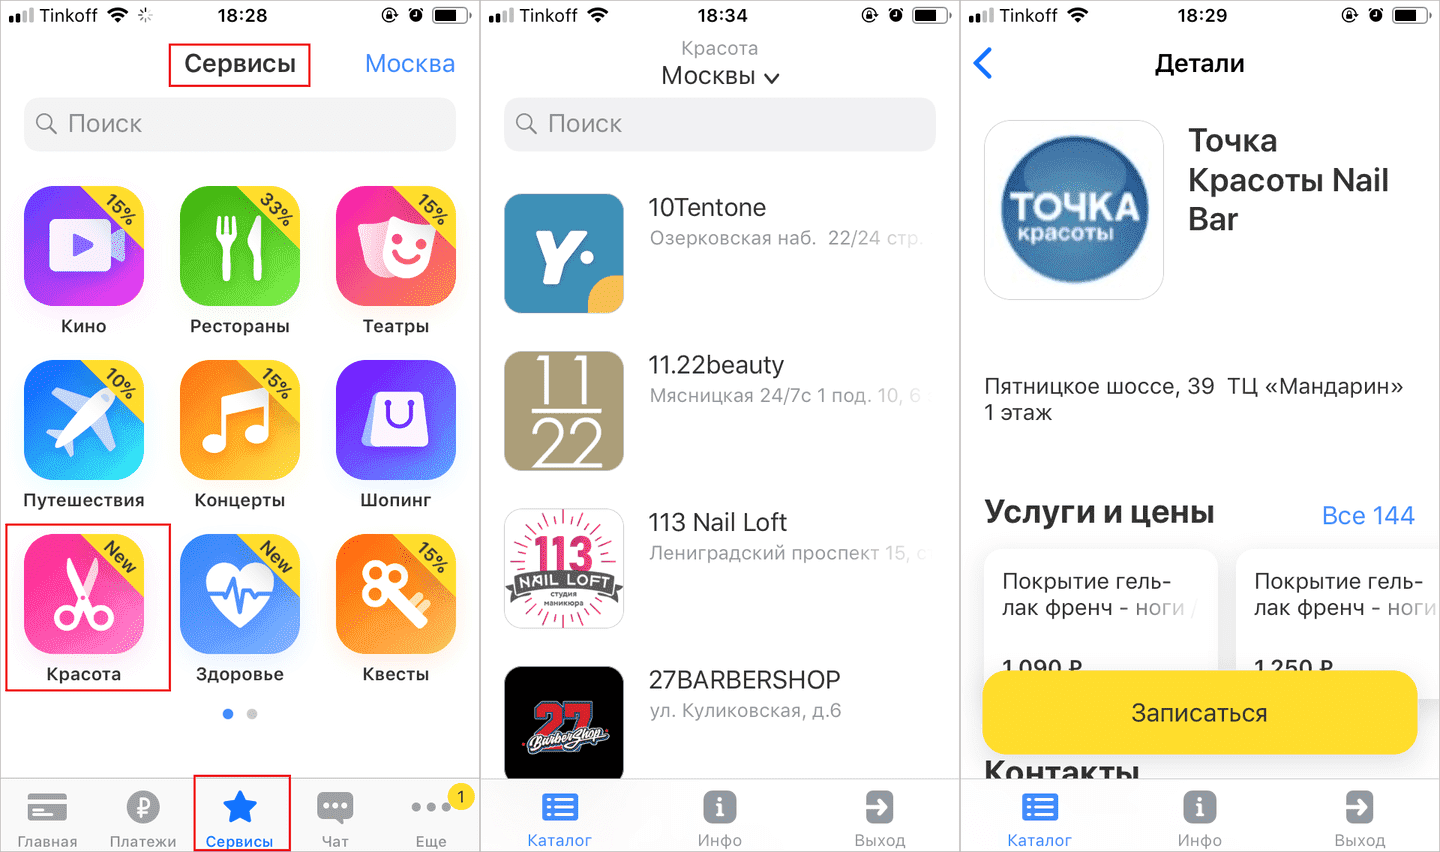 Tinkoff
18:28
Сервисы
Москва
Поиск
15%
33%
15%
Кино
Рестораны
Театры
10%
15%
Путешествия
Концерты
Шопинг
New
New
15%
Красота
Здоровье
Квесты
Главная
Платежи
Сервисы
Чат
1
Еще
Tinkoff
18:34
Красота
Москвы
Поиск
10Tentone
Озерковская наб. 22/24 стр.
11
22
11.22beauty
Мясницкая 24/7с 1 под. 10, 6
113
NAIL LOFT
студия
маникюра
113 Nail Loft
Лениградский проспект 15, с
27
BarberShop
27BARBERSHOP
ул. Куликовская, д.6
Каталог
Инфо
Выход
Tinkoff
18:29
Детали
ТОЧКА
красоты
Точка
Красоты Nail
Bar
Пятницкое шоссе, 39 ТЦ «Мандарин»
1 этаж
Услуги и цены
Все 144
Покрытие гель-
лак френч - ноги /
1 090 ₽
Покрытие гель-
лак френч - ноги
1 250 ₽
Записаться
Контакты
Каталог
Инфо
Выход